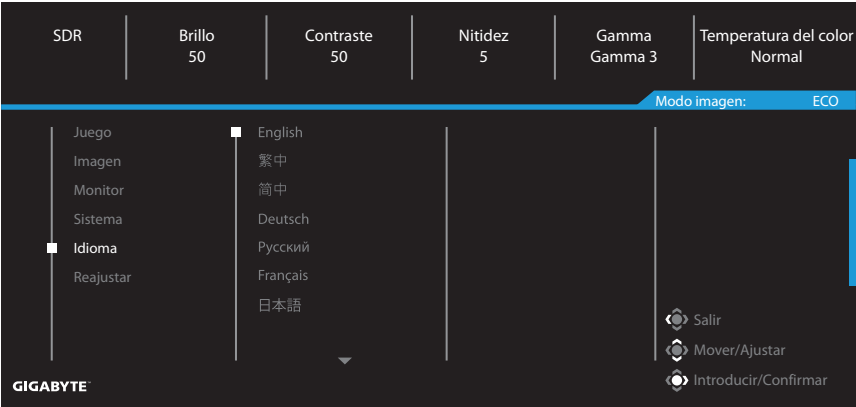 SDR
Brillo
50
Contraste
50
Nitidez
5
Gamma
Gamma 3
Temperatura del color
Normal
Modo imagen: ECO
Juego
Imagen
Monitor
Sistema
Idioma
Reajustar
English
繁中
简中
Deutsch
Русский
Français
日本語
Salir
Mover/Ajustar
Introducir/Confirmar
GIGABYTE™